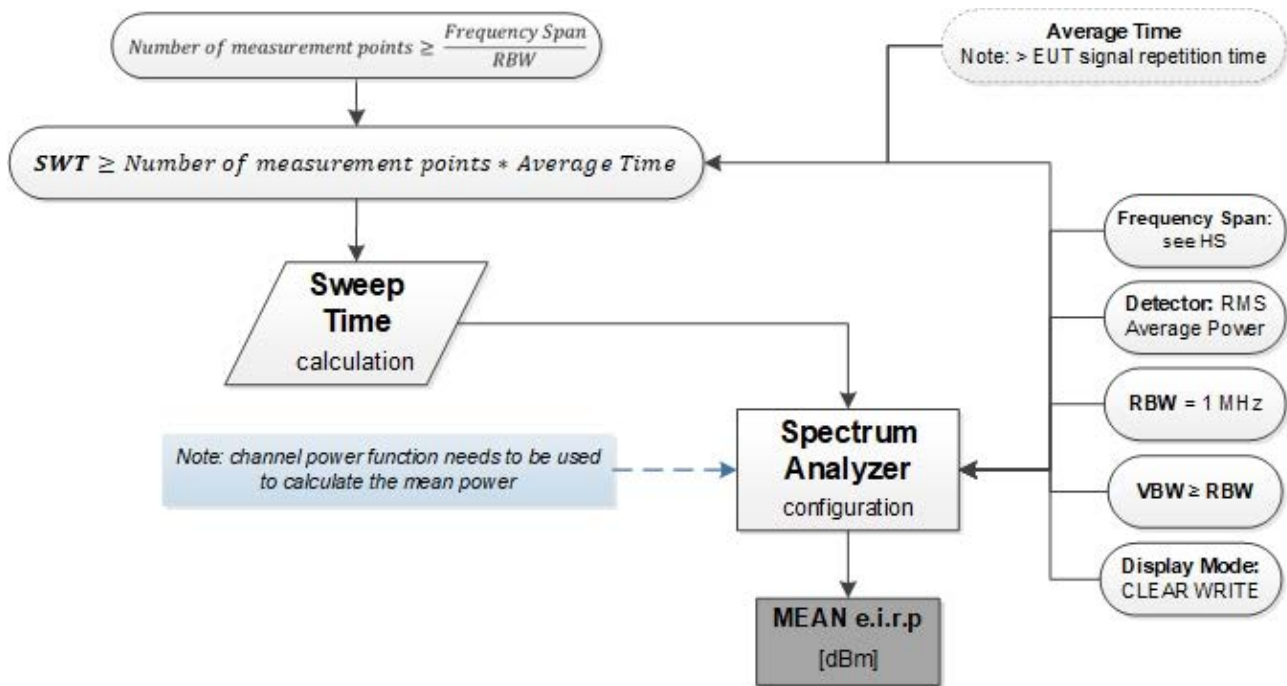 Number of measurement points ≥ Frequency Span / RBW
Average Time
Note: > EUT signal repetition time
SWT ≥ Number of measurement points * Average Time
Frequency Span:
see HS
Sweep
Time
calculation
Detector: RMS
Average Power
RBW = 1 MHz
Spectrum
Analyzer
configuration
Note: channel power function needs to be used
to calculate the mean power
VBW ≥ RBW
Display Mode:
CLEAR WRITE
MEAN e.i.r.p
[dBm]